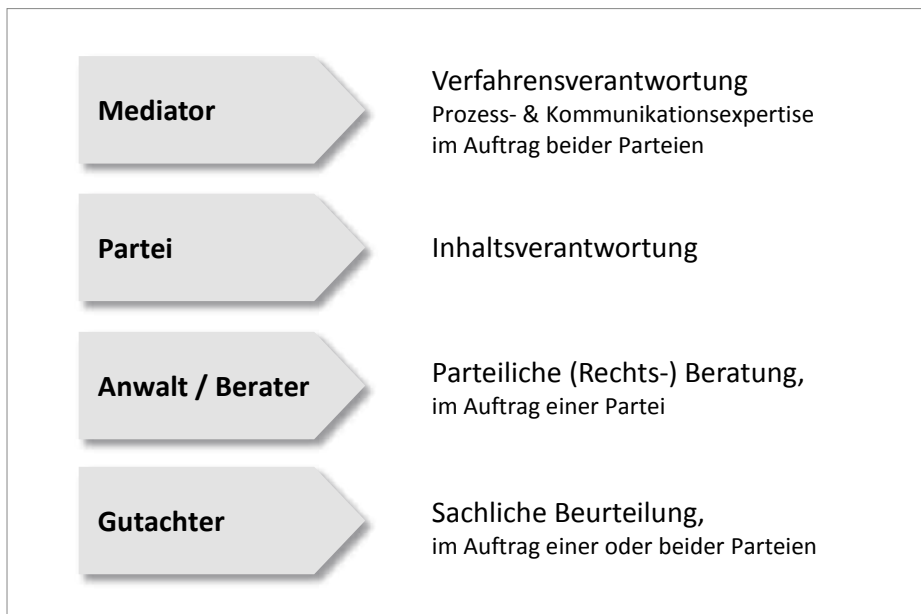 Mediator
Verfahrensverantwortung
Prozess- & Kommunikationsexpertise
im Auftrag beider Parteien
Partei
Inhaltsverantwortung
Anwalt / Berater
Parteiliche (Rechts-) Beratung,
im Auftrag einer Partei
Gutachter
Sachliche Beurteilung,
im Auftrag einer oder beider Parteien